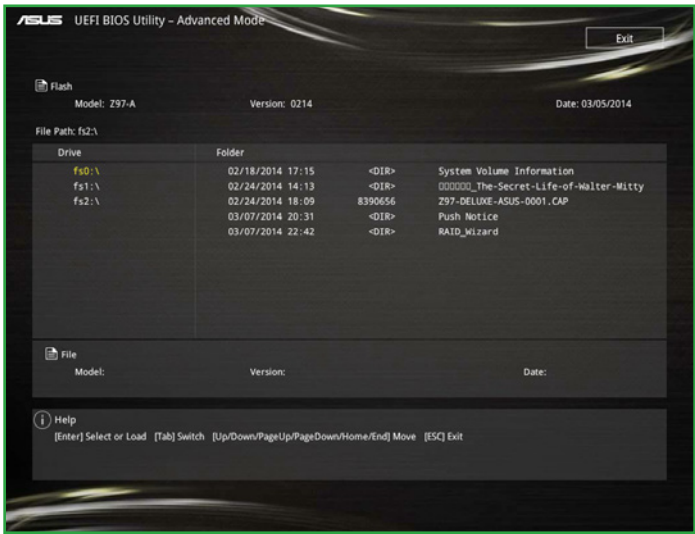 ASUS UEFI BIOS Utility – Advanced Mode
Exit
Flash
Model: Z97-A Version: 0214 Date: 03/05/2014
File Path: fs2:\
Drive Folder
fs0:\ 02/18/2014 17:15 <DIR> System Volume Information
fs1:\ 02/24/2014 14:13 <DIR> □□□□□□_The-Secret-Life-of-Walter-Mitty
fs2:\ 02/24/2014 18:09 8390656 Z97-DELUXE-ASUS-0001.CAP
03/07/2014 20:31 <DIR> Push Notice
03/07/2014 22:42 <DIR> RAID_Wizard
File
Model: Version: Date:
Help
[Enter] Select or Load [Tab] Switch [Up/Down/PageUp/PageDown/Home/End] Move [ESC] Exit